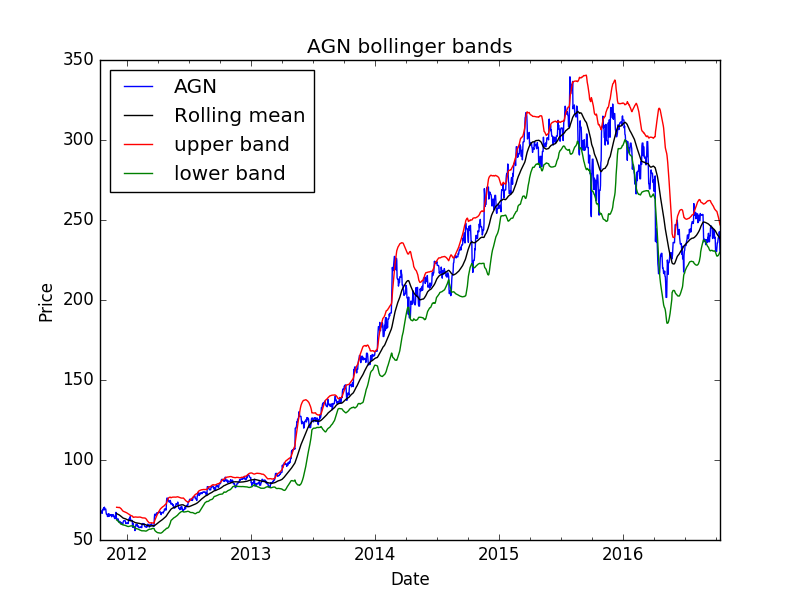 AGN bollinger bands
AGN
Rolling mean
upper band
lower band
Price
350
300
250
200
150
100
50
2012 2013 2014 2015 2016
Date